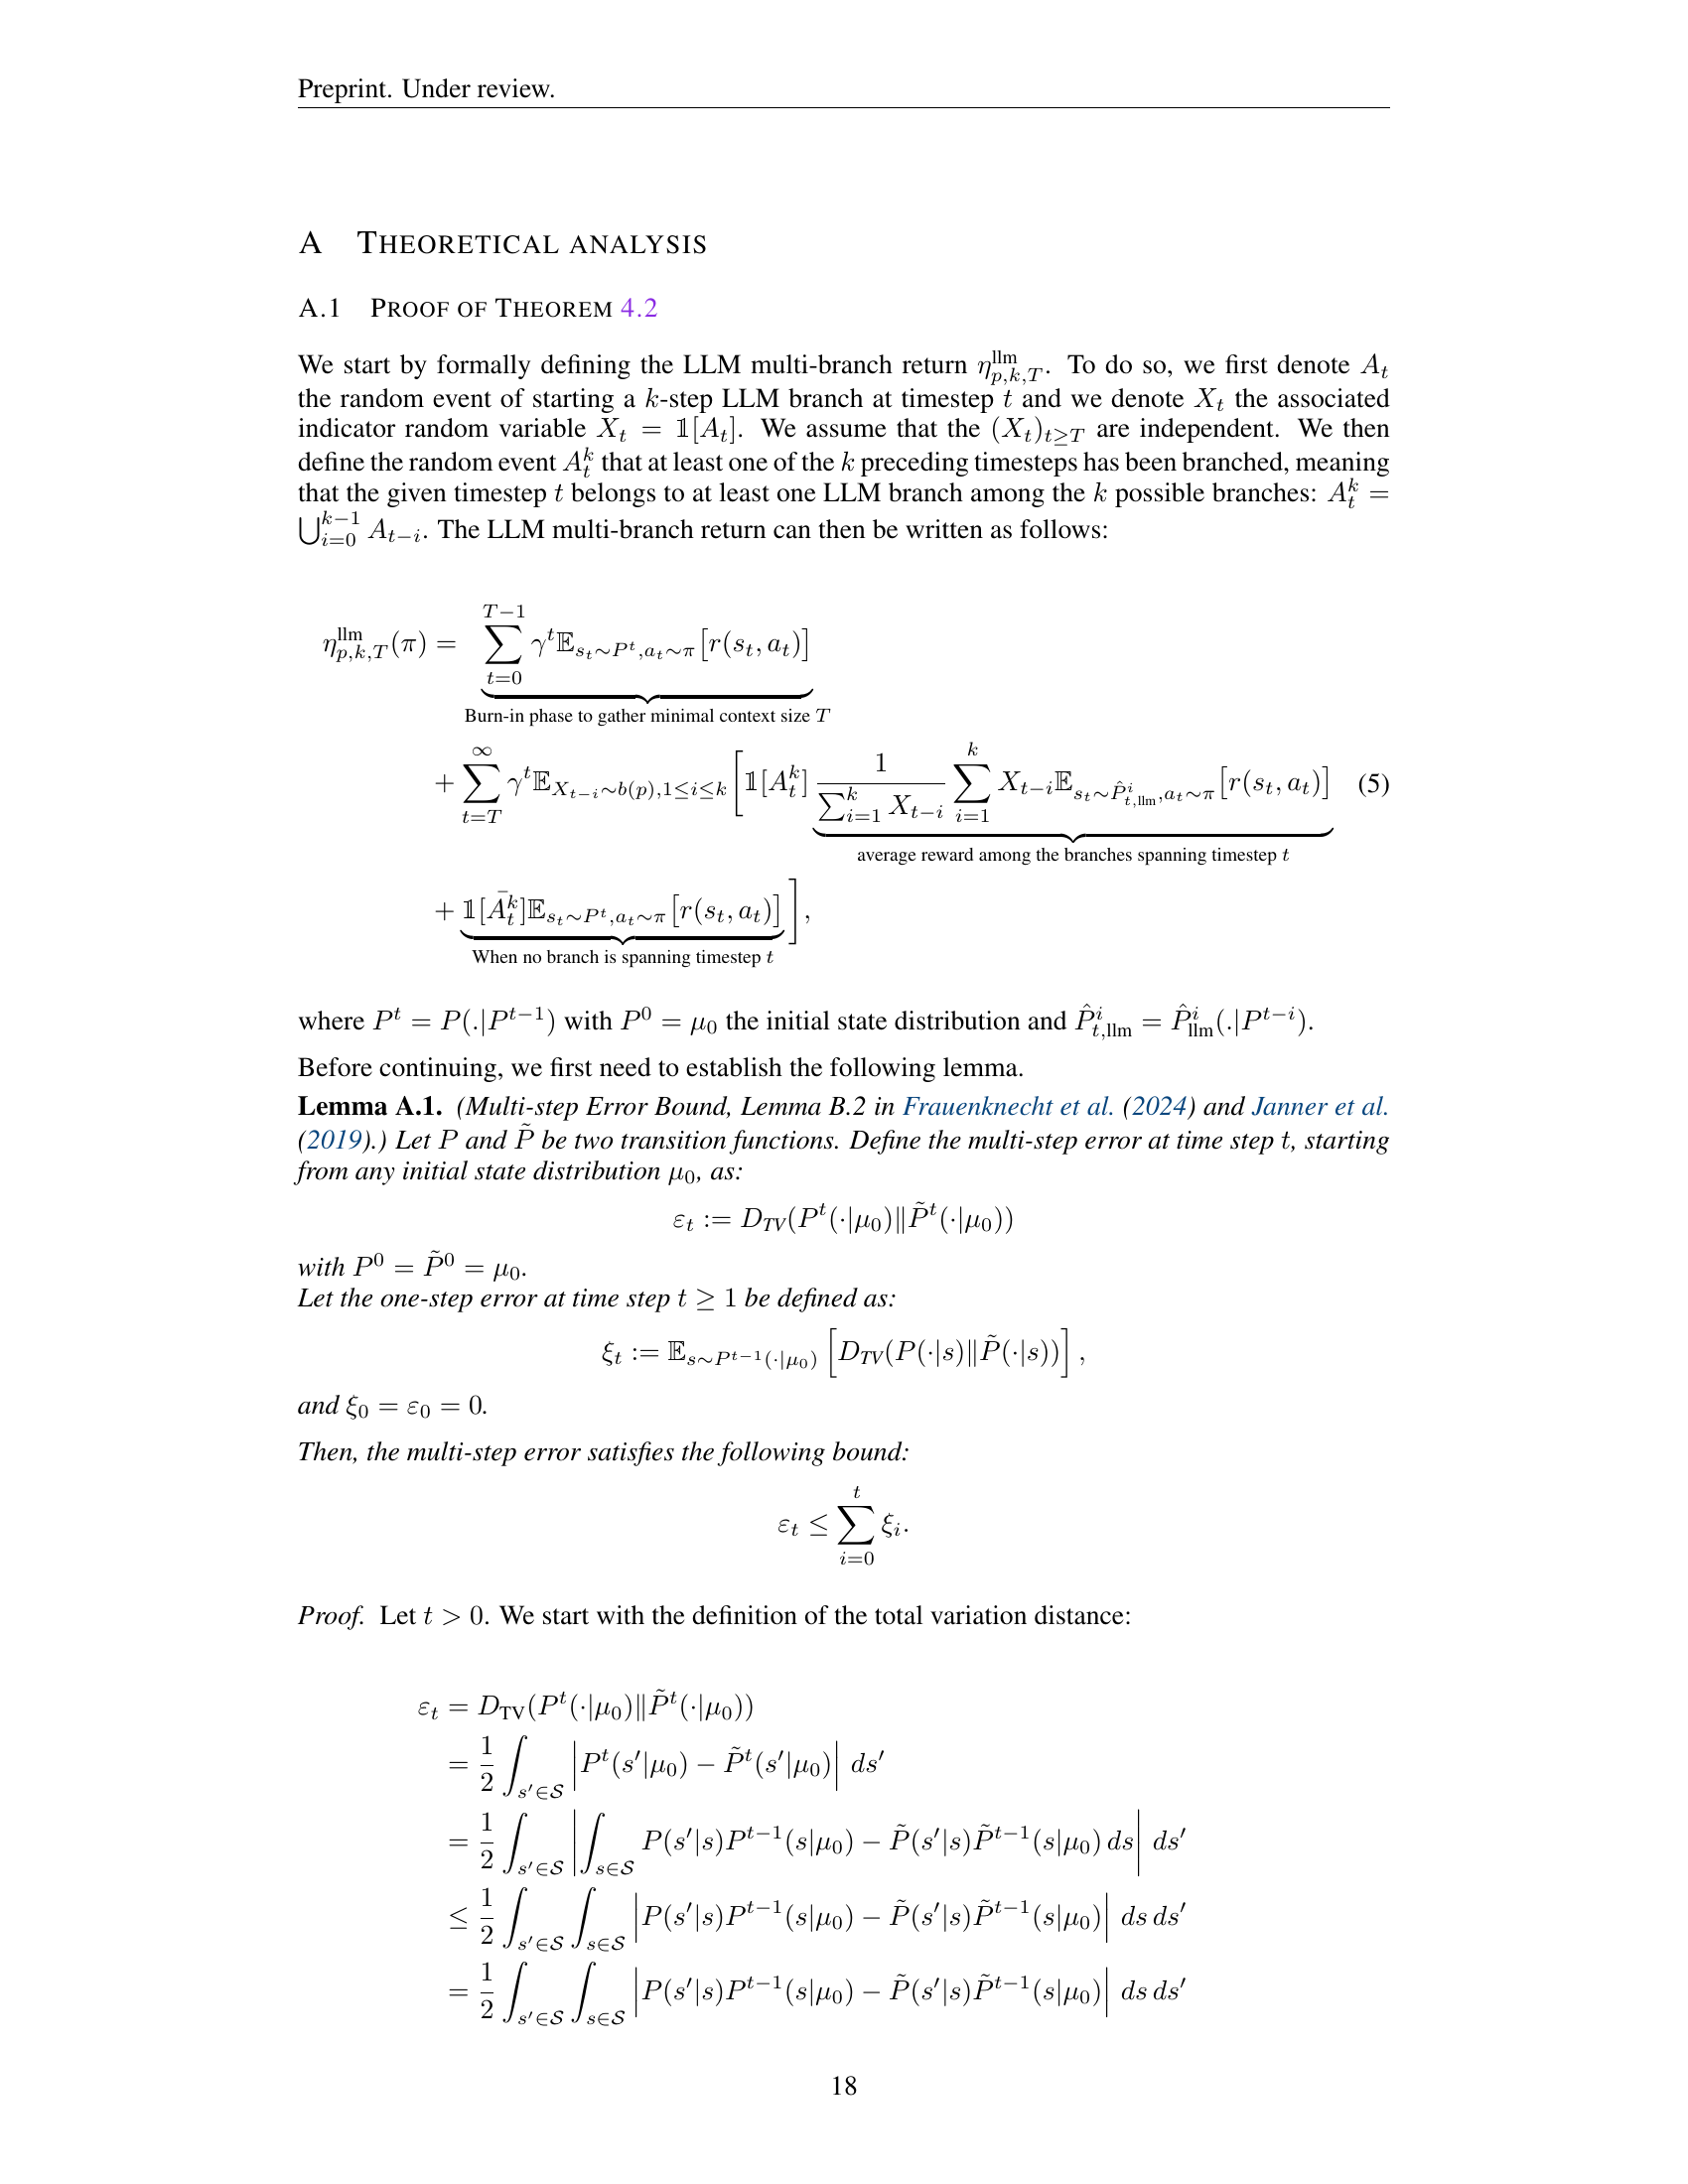 Preprint. Under review.
A THEORETICAL ANALYSIS
A.1 PROOF OF THEOREM 4.2
We start by formally defining the LLM multi-branch return $\eta_{p,k,T}^{\text{llm}}$. To do so, we first denote $A_t$
the random event of starting a $k$-step LLM branch at timestep $t$ and we denote $X_t$ the associated
indicator random variable $X_t = \mathbb{1}[A_t]$. We assume that the $(X_t)_{t \geq T}$ are independent. We then
define the random event $A_t^k$ that at least one of the $k$ preceding timesteps has been branched, meaning
that the given timestep $t$ belongs to at least one LLM branch among the $k$ possible branches: $A_t^k =$
$\bigcup_{i=0}^{k-1} A_{t-i}$. The LLM multi-branch return can then be written as follows:
$\eta_{p,k,T}^{\text{llm}}(\pi) = \underbrace{\sum_{t=0}^{T-1} \gamma^t \mathbb{E}_{s_t \sim P^t, a_t \sim \pi}[r(s_t, a_t)]}_{\text{Burn-in phase to gather minimal context size } T}$
$+ \sum_{t=T}^{\infty} \gamma^t \mathbb{E}_{X_{t-i} \sim b(p), 1 \leq i \leq k} \Bigg[ \mathbb{1}[A_t^k] \underbrace{\frac{1}{\sum_{i=1}^{k} X_{t-i}} \sum_{i=1}^{k} X_{t-i} \mathbb{E}_{s_t \sim \hat{P}_{t,\text{llm}}^i, a_t \sim \pi}[r(s_t, a_t)]}_{\text{average reward among the branches spanning timestep } t}$ (5)
$+ \underbrace{\mathbb{1}[\bar{A}_t^k] \mathbb{E}_{s_t \sim P^t, a_t \sim \pi}[r(s_t, a_t)]}_{\text{When no branch is spanning timestep } t} \Bigg],$
where $P^t = P(.|P^{t-1})$ with $P^0 = \mu_0$ the initial state distribution and $\hat{P}_{t,\text{llm}}^i = \hat{P}_{\text{llm}}^i(.|P^{t-i})$.
Before continuing, we first need to establish the following lemma.
Lemma A.1. (Multi-step Error Bound, Lemma B.2 in Frauenknecht et al. (2024) and Janner et al.
(2019).) Let $P$ and $\tilde{P}$ be two transition functions. Define the multi-step error at time step $t$, starting
from any initial state distribution $\mu_0$, as:
$\varepsilon_t := D_{TV}(P^t(\cdot|\mu_0) \| \tilde{P}^t(\cdot|\mu_0))$
with $P^0 = \tilde{P}^0 = \mu_0$.
Let the one-step error at time step $t \geq 1$ be defined as:
$\xi_t := \mathbb{E}_{s \sim P^{t-1}(\cdot|\mu_0)} \left[ D_{TV}(P(\cdot|s) \| \tilde{P}(\cdot|s)) \right],$
and $\xi_0 = \varepsilon_0 = 0$.
Then, the multi-step error satisfies the following bound:
$\varepsilon_t \leq \sum_{i=0}^{t} \xi_i.$
Proof. Let $t > 0$. We start with the definition of the total variation distance:
$\varepsilon_t = D_{\text{TV}}(P^t(\cdot|\mu_0) \| \tilde{P}^t(\cdot|\mu_0))$
$= \frac{1}{2} \int_{s' \in \mathcal{S}} \left| P^t(s'|\mu_0) - \tilde{P}^t(s'|\mu_0) \right| ds'$
$= \frac{1}{2} \int_{s' \in \mathcal{S}} \left| \int_{s \in \mathcal{S}} P(s'|s) P^{t-1}(s|\mu_0) - \tilde{P}(s'|s) \tilde{P}^{t-1}(s|\mu_0) \, ds \right| ds'$
$\leq \frac{1}{2} \int_{s' \in \mathcal{S}} \int_{s \in \mathcal{S}} \left| P(s'|s) P^{t-1}(s|\mu_0) - \tilde{P}(s'|s) \tilde{P}^{t-1}(s|\mu_0) \right| ds \, ds'$
$= \frac{1}{2} \int_{s' \in \mathcal{S}} \int_{s \in \mathcal{S}} \left| P(s'|s) P^{t-1}(s|\mu_0) - \tilde{P}(s'|s) \tilde{P}^{t-1}(s|\mu_0) \right| ds \, ds'$
18